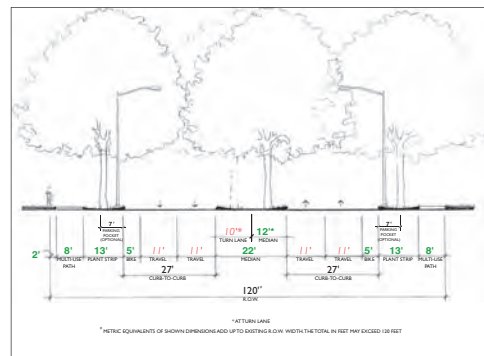 7'
PARKING
POCKET
(OPTIONAL)
10'* 12'*
TURN LANE MEDIAN
7'
PARKING
POCKET
(OPTIONAL)
2' 8' 13' 5' 11' 11' 22' 11' 11' 5' 13' 8'
MULTI-USE PATH PLANT STRIP BIKE TRAVEL TRAVEL MEDIAN TRAVEL TRAVEL BIKE PLANT STRIP MULTI-USE PATH
27' 27'
CURB-TO-CURB CURB-TO-CURB
120"
R.O.W.
* AT TURN LANE
* METRIC EQUIVALENTS OF SHOWN DIMENSIONS ADD UP TO EXISTING R.O.W. WIDTH. THE TOTAL IN FEET MAY EXCEED 120 FEET